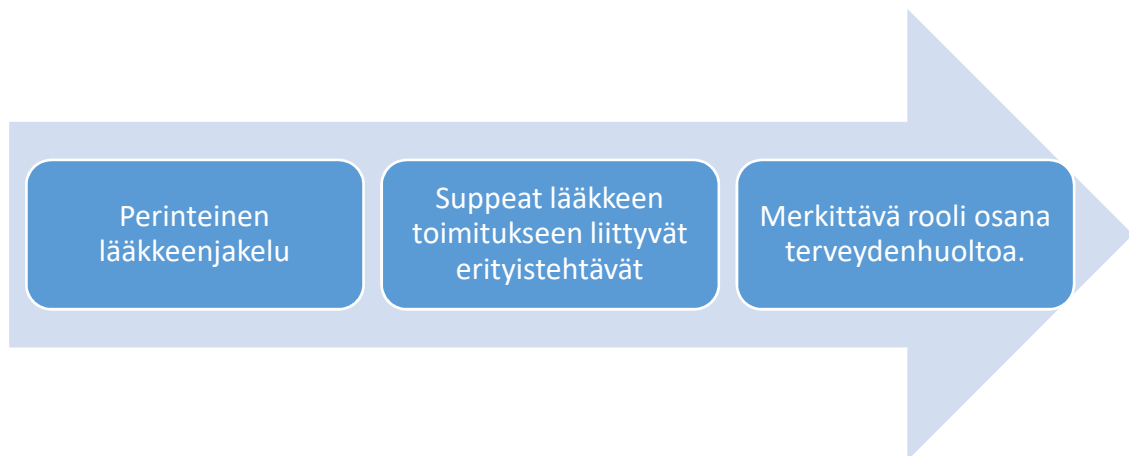 Perinteinen
lääkkeenjakelu
Suppeat lääkkeen
toimitukseen liittyvät
erityistehtävät
Merkittävä rooli osana
terveydenhuoltoa.